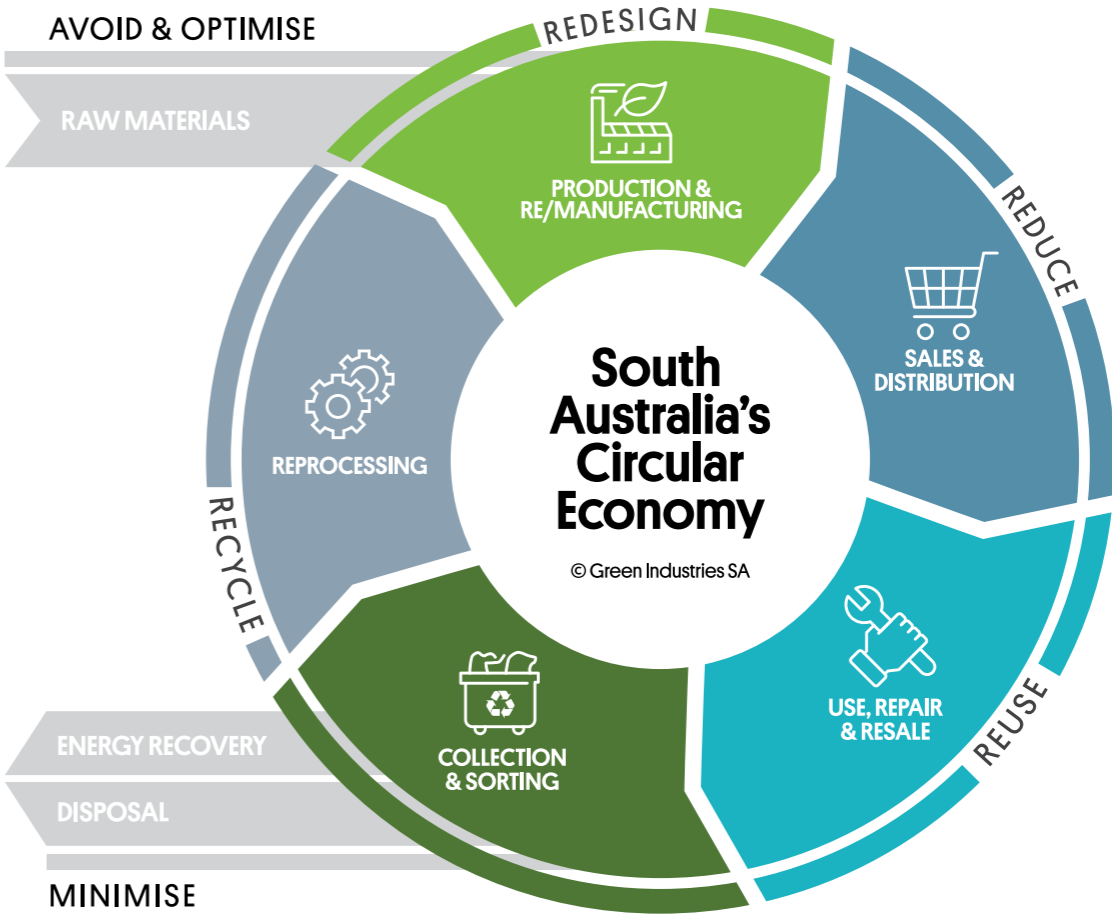 AVOID & OPTIMISE
RAW MATERIALS
REDESIGN
PRODUCTION &
RE/MANUFACTURING
REDUCE
SALES &
DISTRIBUTION
REUSE
USE, REPAIR
& RESALE
COLLECTION
& SORTING
RECYCLE
REPROCESSING
South
Australia’s
Circular
Economy
© Green Industries SA
ENERGY RECOVERY
DISPOSAL
MINIMISE